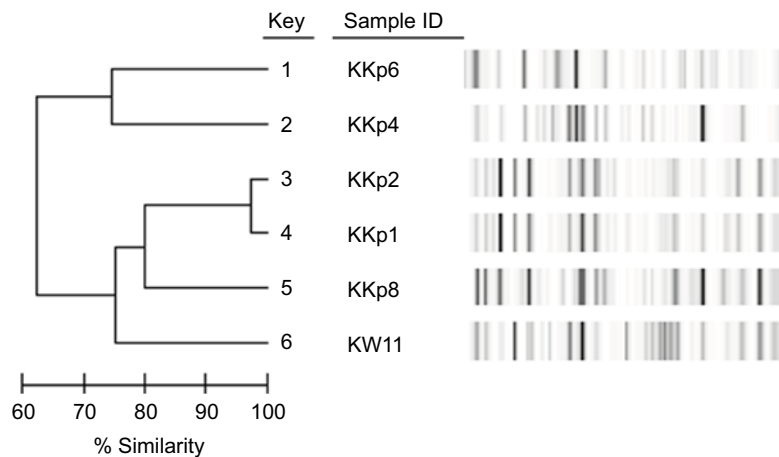 Key Sample ID
1 KKp6
2 KKp4
3 KKp2
4 KKp1
5 KKp8
6 KW11
60 70 80 90 100
% Similarity